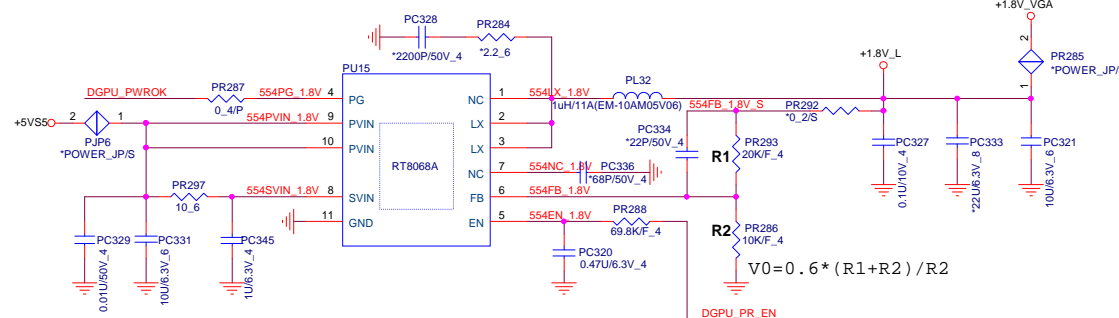 +1.8V_VGA
PC328
*2200P/50V_4
PR284
*2.2_6
+1.8V_L
2
PR285
*POWER_JP/
1
PU15
DGPU_PWROK
PR287
0_4/P
554PG_1.8V
4
PG
NC
1
554LX_1.8V
PL32
1uH/11A(EM-10AM05V06)
554FB_1.8V_S
PR292
*0_2/S
+5VS5
2
1
PJP6
*POWER_JP/S
554PVIN_1.8V
9
PVIN
LX
2
10
PVIN
LX
3
RT8068A
PC334
*22P/50V_4
R1
PR293
20K/F_4
PC327
0.1U/10V_4
PC333
*22U/6.3V_8
PC321
10U/6.3V_6
NC
7
554NC_1.8V
PC336
*68P/50V_4
PR297
10_6
554SVIN_1.8V
8
SVIN
FB
6
554FB_1.8V
11
GND
EN
5
554EN_1.8V
PR288
69.8K/F_4
R2
PR286
10K/F_4
PC329
0.01U/50V_4
PC331
10U/6.3V_6
PC345
1U/6.3V_4
PC320
0.47U/6.3V_4
V0=0.6*(R1+R2)/R2
DGPU_PR_EN